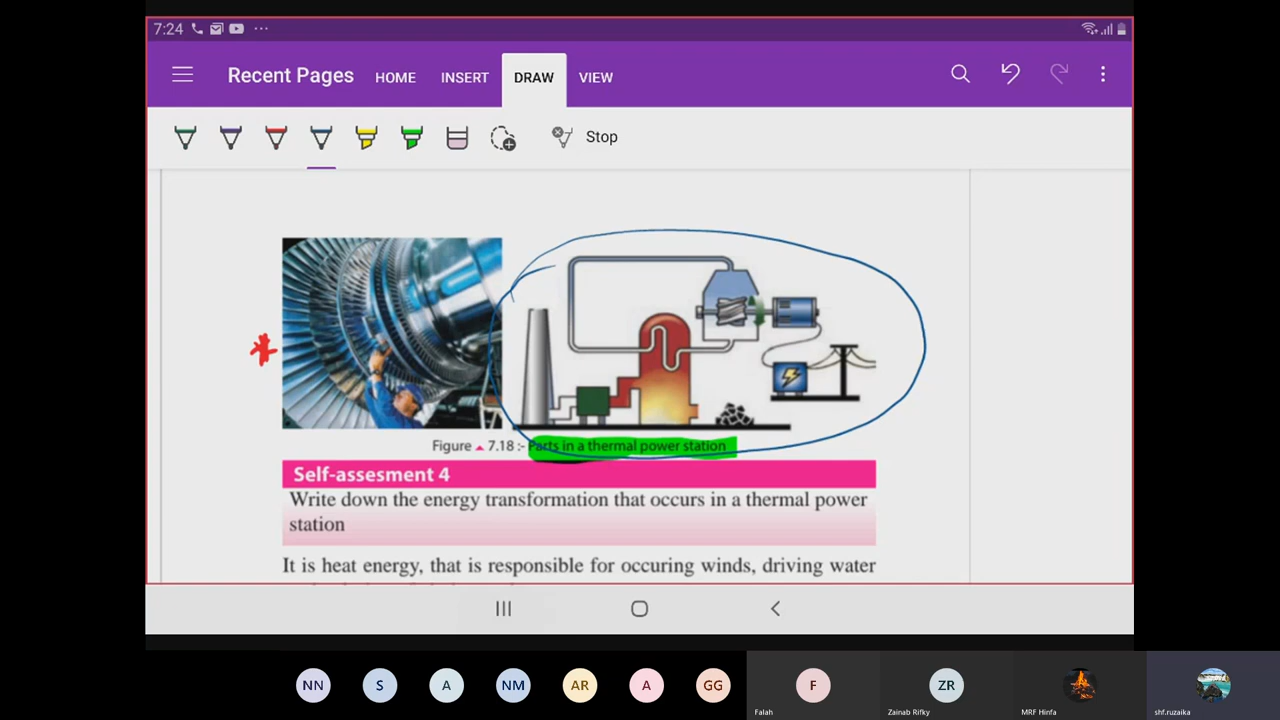 7:24
Recent Pages HOME INSERT DRAW VIEW
Stop
Figure 7.18 :- Parts in a thermal power station
Self-assesment 4
Write down the energy transformation that occurs in a thermal power
station
It is heat energy, that is responsible for occuring winds, driving water
NN S A NM AR A GG F ZR
Falah Zainab Rifky MRF Hinfa shf.ruzaika